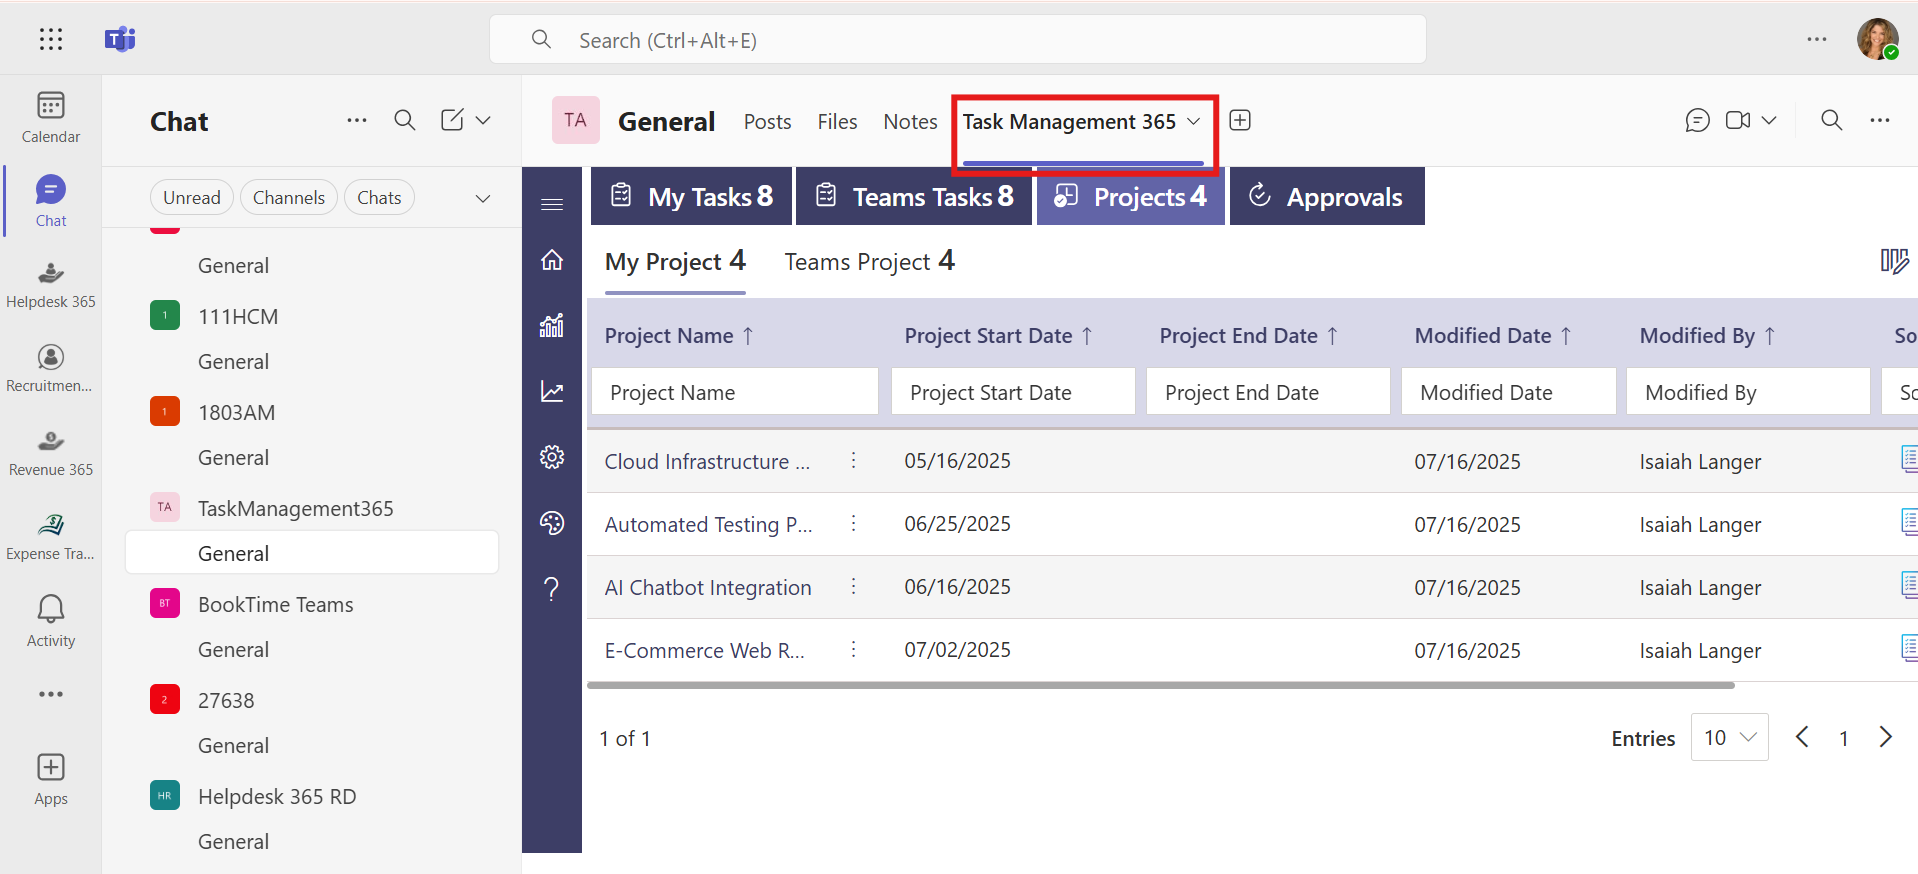 Search (Ctrl+Alt+E)
Calendar
Chat
Helpdesk 365
Recruitmen...
Revenue 365
Expense Tra...
Activity
Apps
Chat
Unread
Channels
Chats
General
1
111HCM
General
1
1803AM
General
TA
TaskManagement365
General
BT
BookTime Teams
General
2
27638
General
HR
Helpdesk 365 RD
General
TA
General
Posts
Files
Notes
Task Management 365
My Tasks 8
Teams Tasks 8
Projects 4
Approvals
My Project 4
Teams Project 4
Project Name ↑
Project Start Date ↑
Project End Date ↑
Modified Date ↑
Modified By ↑
So
Project Name
Project Start Date
Project End Date
Modified Date
Modified By
Sc
Cloud Infrastructure ...
05/16/2025
07/16/2025
Isaiah Langer
Automated Testing P...
06/25/2025
07/16/2025
Isaiah Langer
AI Chatbot Integration
06/16/2025
07/16/2025
Isaiah Langer
E-Commerce Web R...
07/02/2025
07/16/2025
Isaiah Langer
1 of 1
Entries
10
1